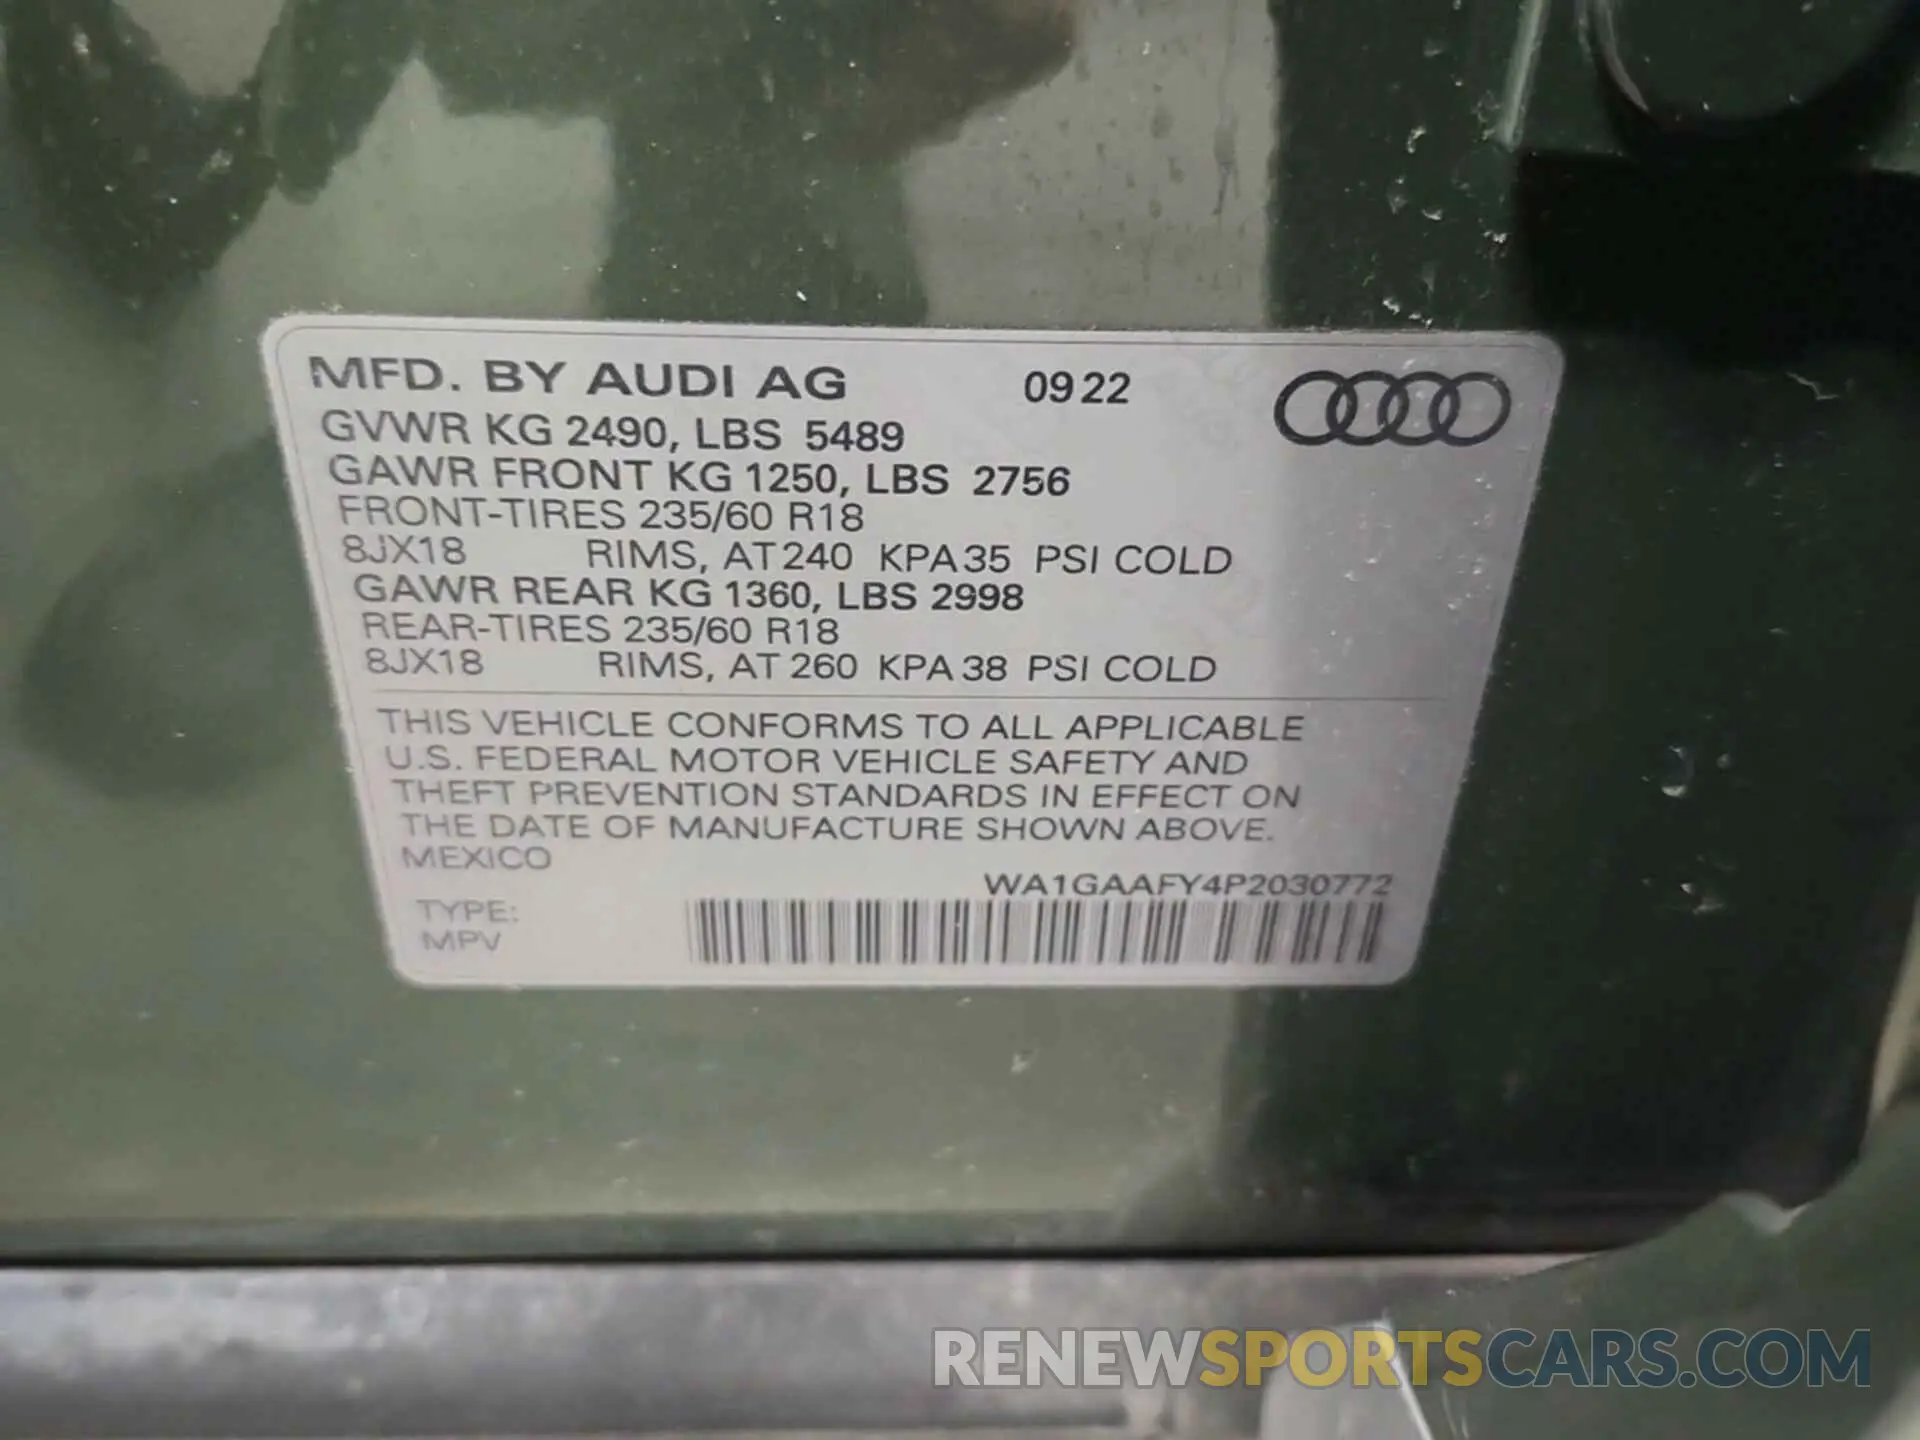 MFD. BY AUDI AG 09 22
GVWR KG 2490, LBS 5489
GAWR FRONT KG 1250, LBS 2756
FRONT-TIRES 235/60 R18
8JX18 RIMS, AT 240 KPA 35 PSI COLD
GAWR REAR KG 1360, LBS 2998
REAR-TIRES 235/60 R18
8JX18 RIMS, AT 260 KPA 38 PSI COLD
THIS VEHICLE CONFORMS TO ALL APPLICABLE
U.S. FEDERAL MOTOR VEHICLE SAFETY AND
THEFT PREVENTION STANDARDS IN EFFECT ON
THE DATE OF MANUFACTURE SHOWN ABOVE.
MEXICO
WA1GAAFY4P2030772
TYPE:
MPV
RENEWSPORTSCARS.COM